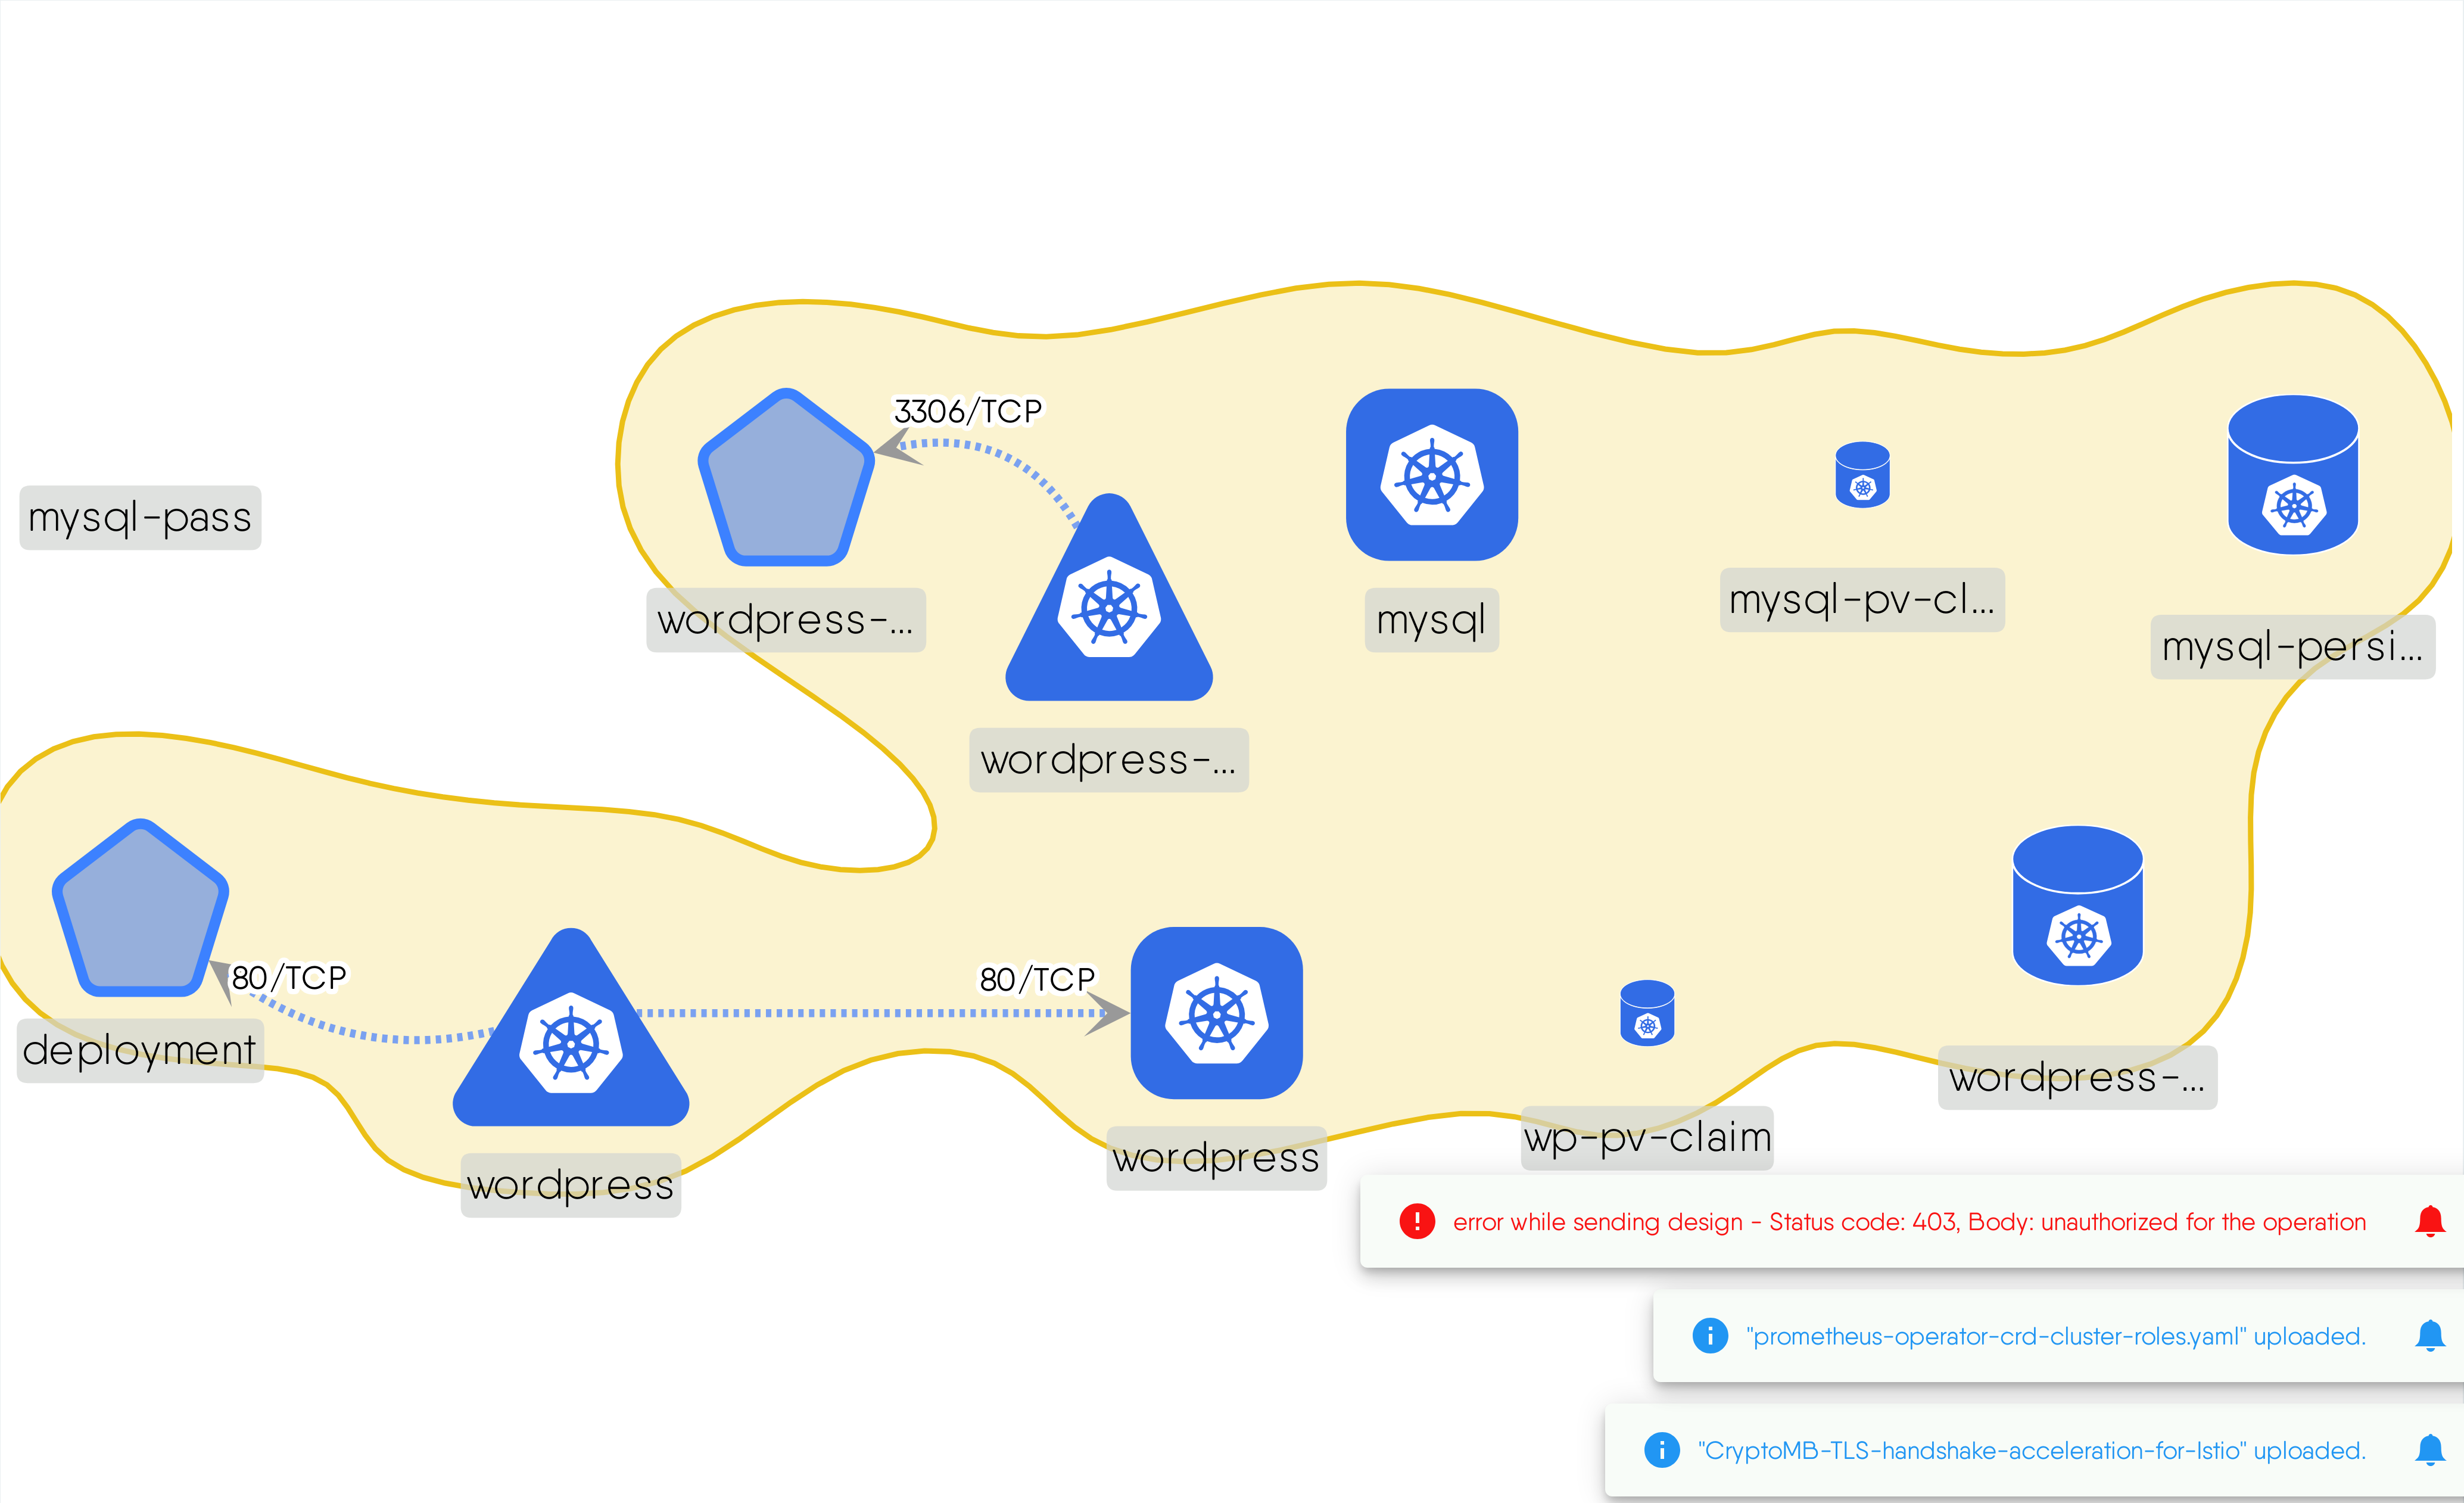 3306/TCP
mysql-pass
wordpress-...
mysql
mysql-pv-cl...
mysql-persi...
wordpress-...
80/TCP
80/TCP
deployment
wordpress-...
wp-pv-claim
wordpress
wordpress
error while sending design - Status code: 403, Body: unauthorized for the operation
"prometheus-operator-crd-cluster-roles.yaml" uploaded.
"CryptoMB-TLS-handshake-acceleration-for-Istio" uploaded.